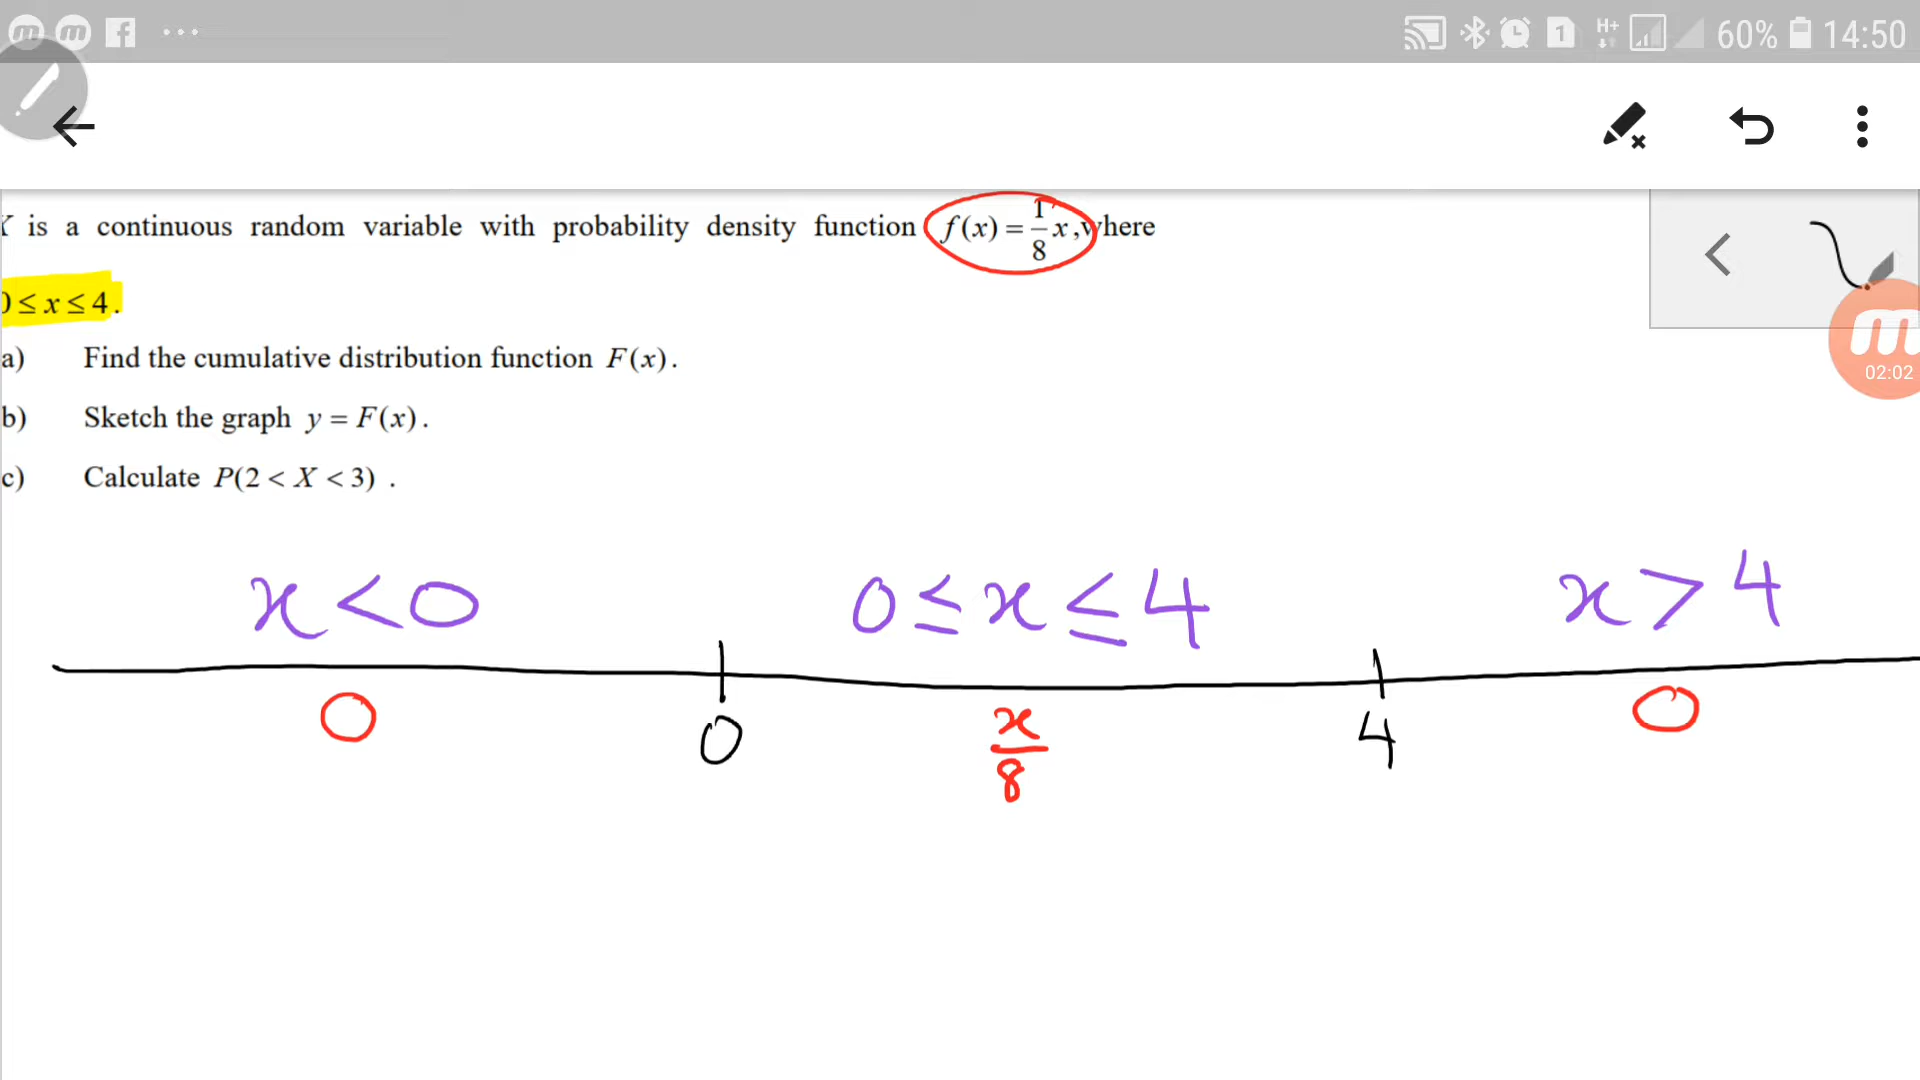 60% 14:50
is a continuous random variable with probability density function f(x) = 1/8 x, where
0 ≤ x ≤ 4.
a) Find the cumulative distribution function F(x).
b) Sketch the graph y = F(x).
c) Calculate P(2 < X < 3) .
02:02
x < 0 0 ≤ x ≤ 4 x > 4
0 0 x/8 4 0